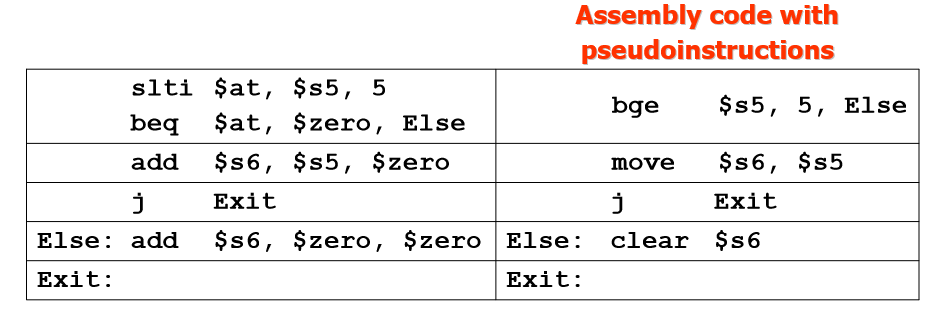 Assembly code with
pseudoinstructions
slti $at, $s5, 5
beq $at, $zero, Else
bge $s5, 5, Else
add $s6, $s5, $zero
move $s6, $s5
j Exit
j Exit
Else: add $s6, $zero, $zero
Else: clear $s6
Exit:
Exit: